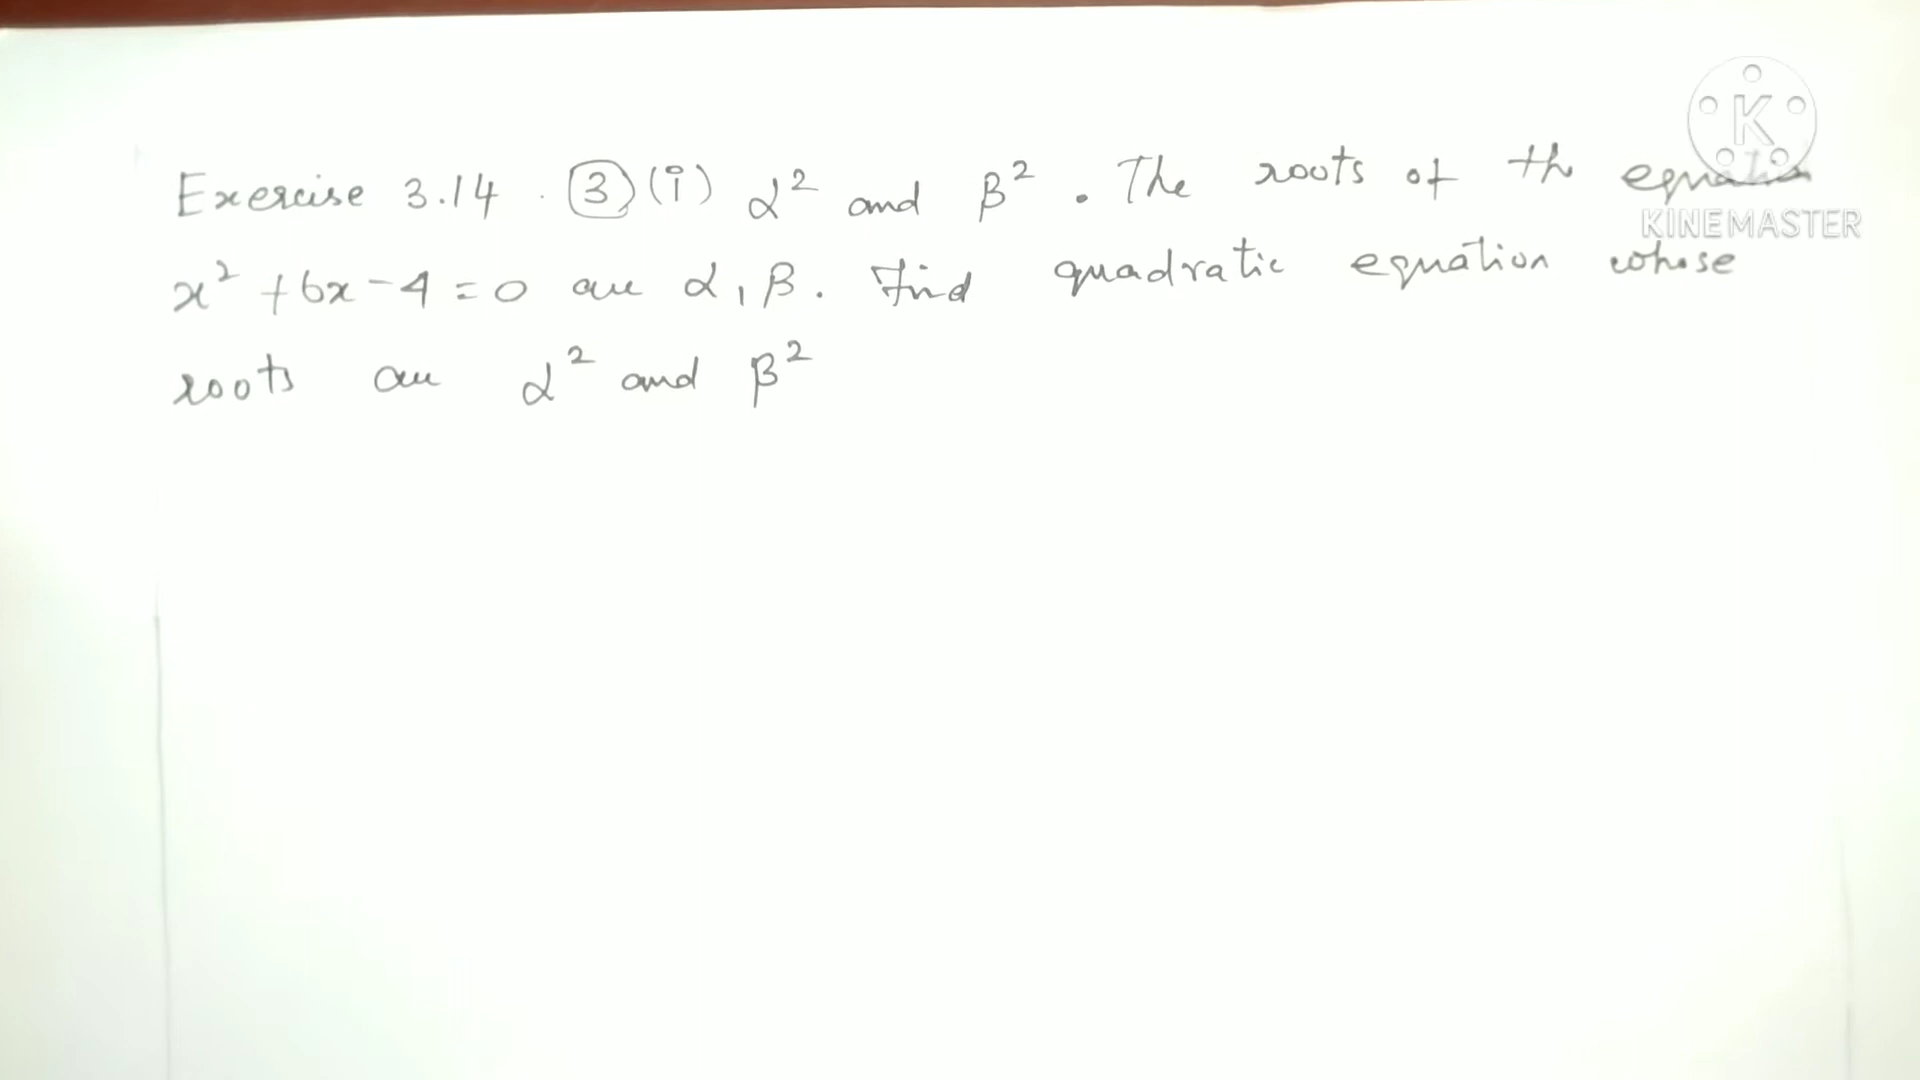 Exercise 3.14 . ③ (i) α² and β² . The roots of th equation
x² + 6x - 4 = 0 are α, β. Find quadratic equation whose
roots are α² and β²
K
KINEMASTER